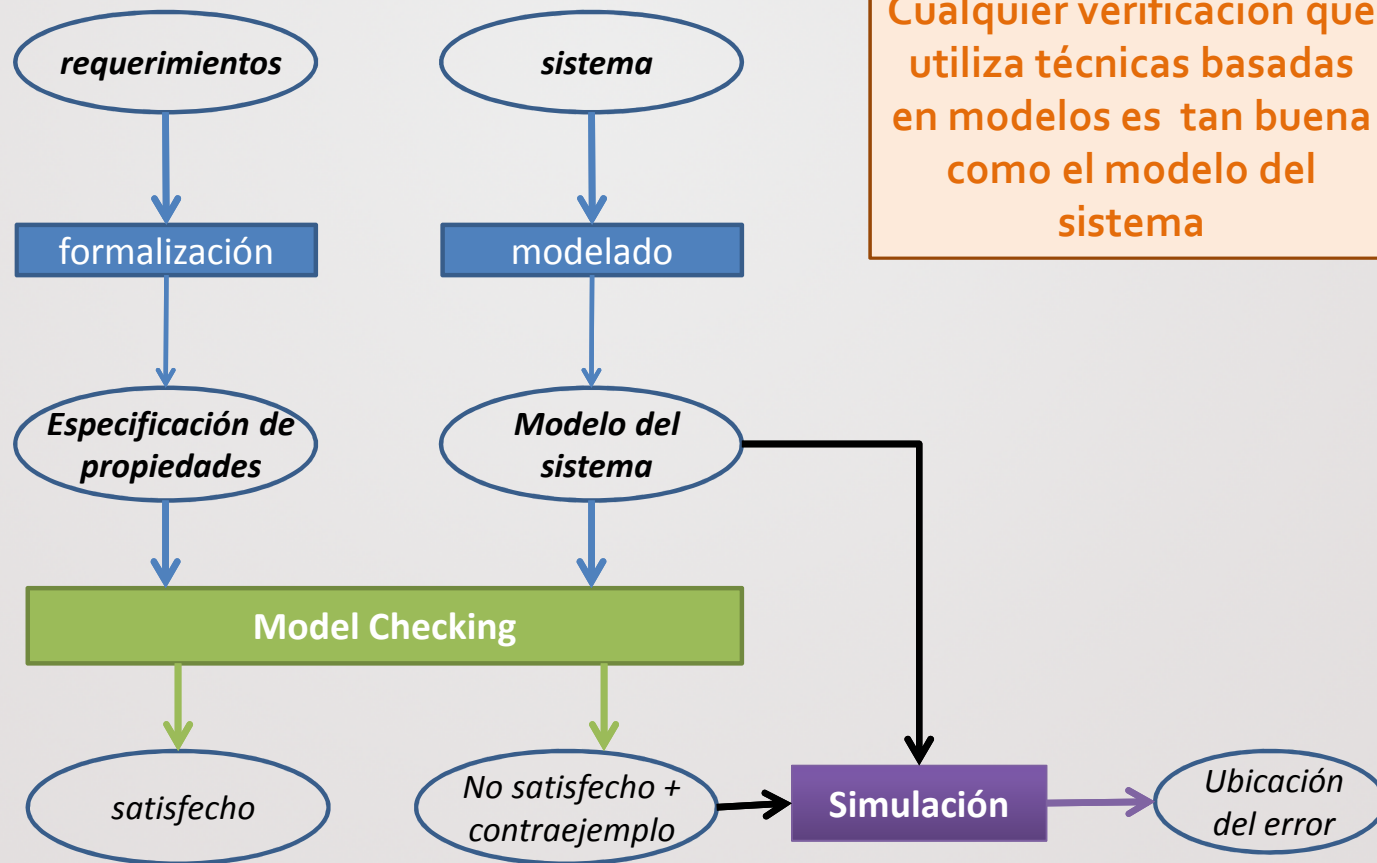 Cualquier verificación que
utiliza técnicas basadas
en modelos es tan buena
como el modelo del
sistema
requerimientos
sistema
formalización
modelado
Especificación de
propiedades
Modelo del
sistema
Model Checking
satisfecho
No satisfecho +
contraejemplo
Simulación
Ubicación
del error